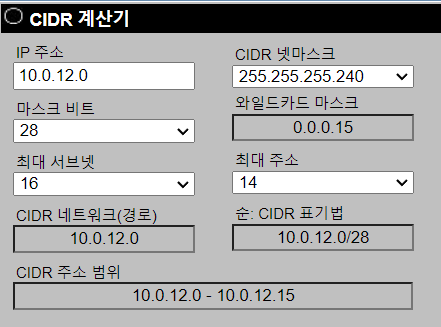 CIDR 계산기
IP 주소
CIDR 넷마스크
10.0.12.0
255.255.255.240
마스크 비트
와일드카드 마스크
28
0.0.0.15
최대 서브넷
최대 주소
16
14
CIDR 네트워크(경로)
순: CIDR 표기법
10.0.12.0
10.0.12.0/28
CIDR 주소 범위
10.0.12.0 - 10.0.12.15